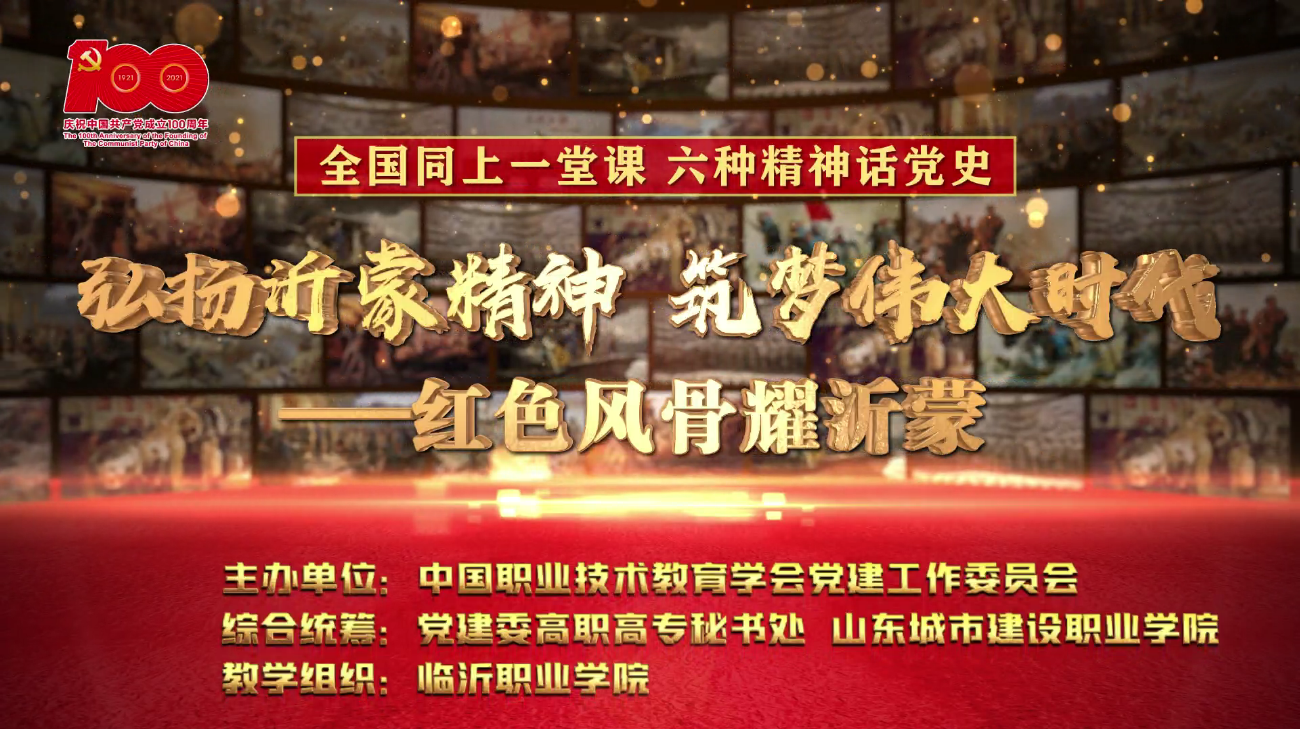 1921 2021
庆祝中国共产党成立100周年
The 100th Anniversary of the Founding of
The Communist Party of China
全国同上一堂课 六种精神话党史
弘扬沂蒙精神 筑梦伟大时代
——红色风骨耀沂蒙
主办单位：中国职业技术教育学会党建工作委员会
综合统筹：党建委高职高专秘书处 山东城市建设职业学院
教学组织：临沂职业学院